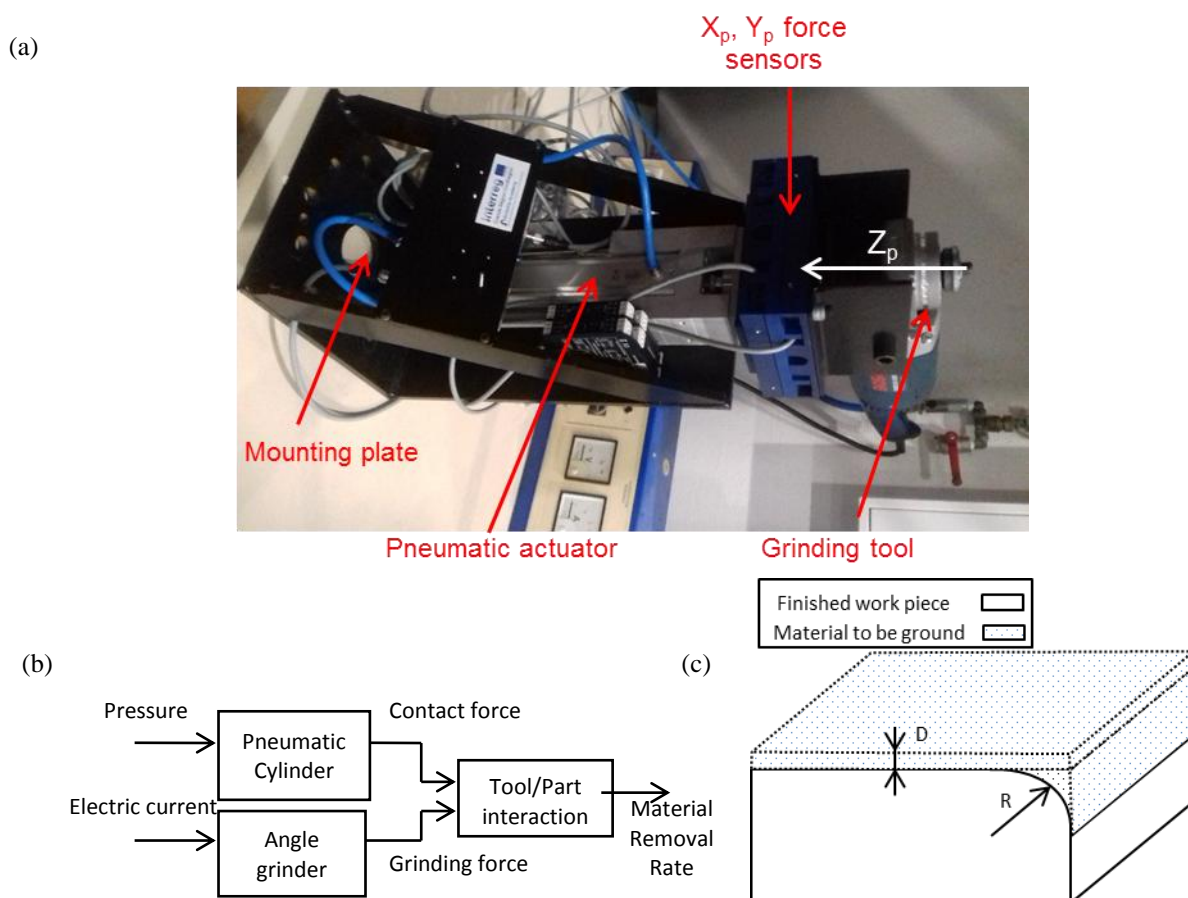 (a)
Xₚ, Yₚ force
sensors
interreg
Zₚ
Mounting plate
Pneumatic actuator
Grinding tool
Finished work piece
Material to be ground
(b)
Pressure
Contact force
Pneumatic
Cylinder
Electric current
Angle
grinder
Grinding force
Tool/Part
interaction
Material
Removal
Rate
(c)
D
R